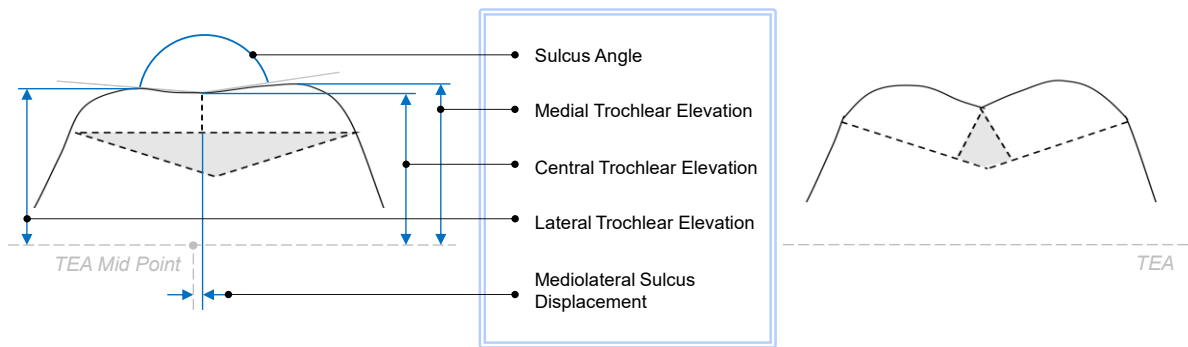 Sulcus Angle
Medial Trochlear Elevation
Central Trochlear Elevation
Lateral Trochlear Elevation
TEA Mid Point
TEA
Mediolateral Sulcus
Displacement